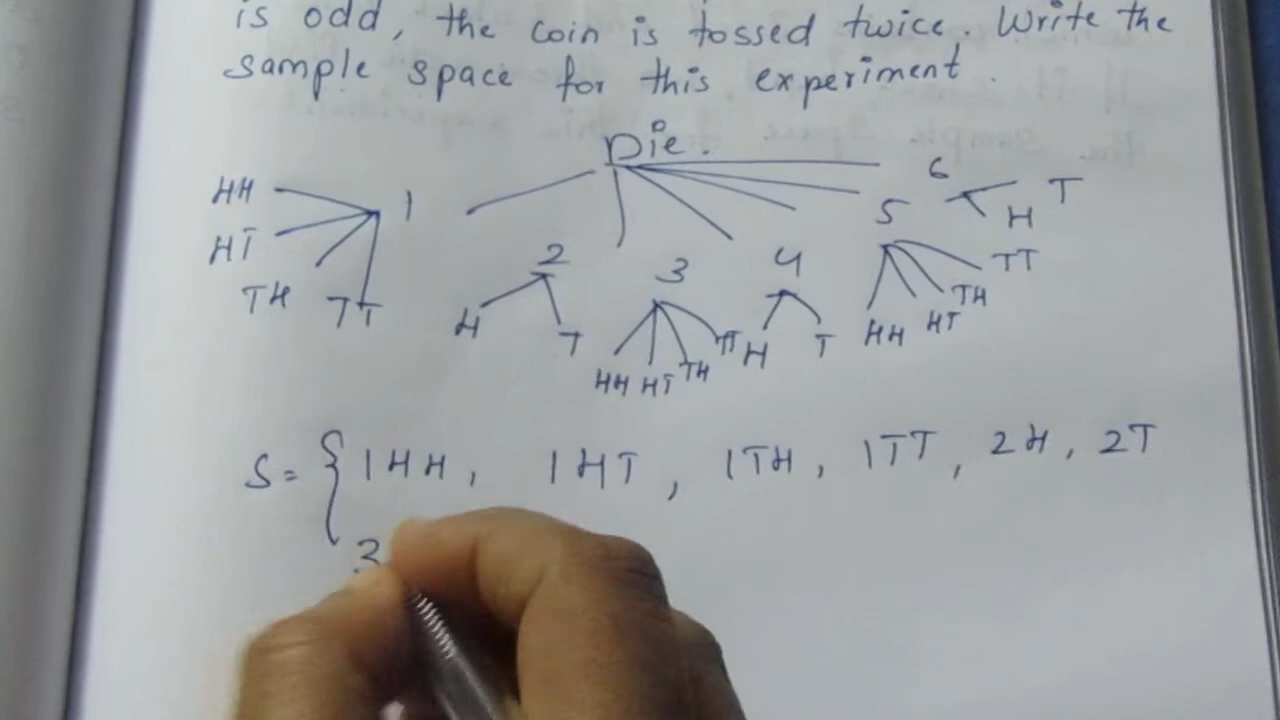 is odd, the coin is tossed twice. Write the
sample space for this experiment.
Die.
HH 1 6 T
HT 2 3 4 5 H
TH TT H T HH HT TH TT H T HH HT TH TT
S = { 1HH, 1HT, 1TH, 1TT, 2H, 2T
3